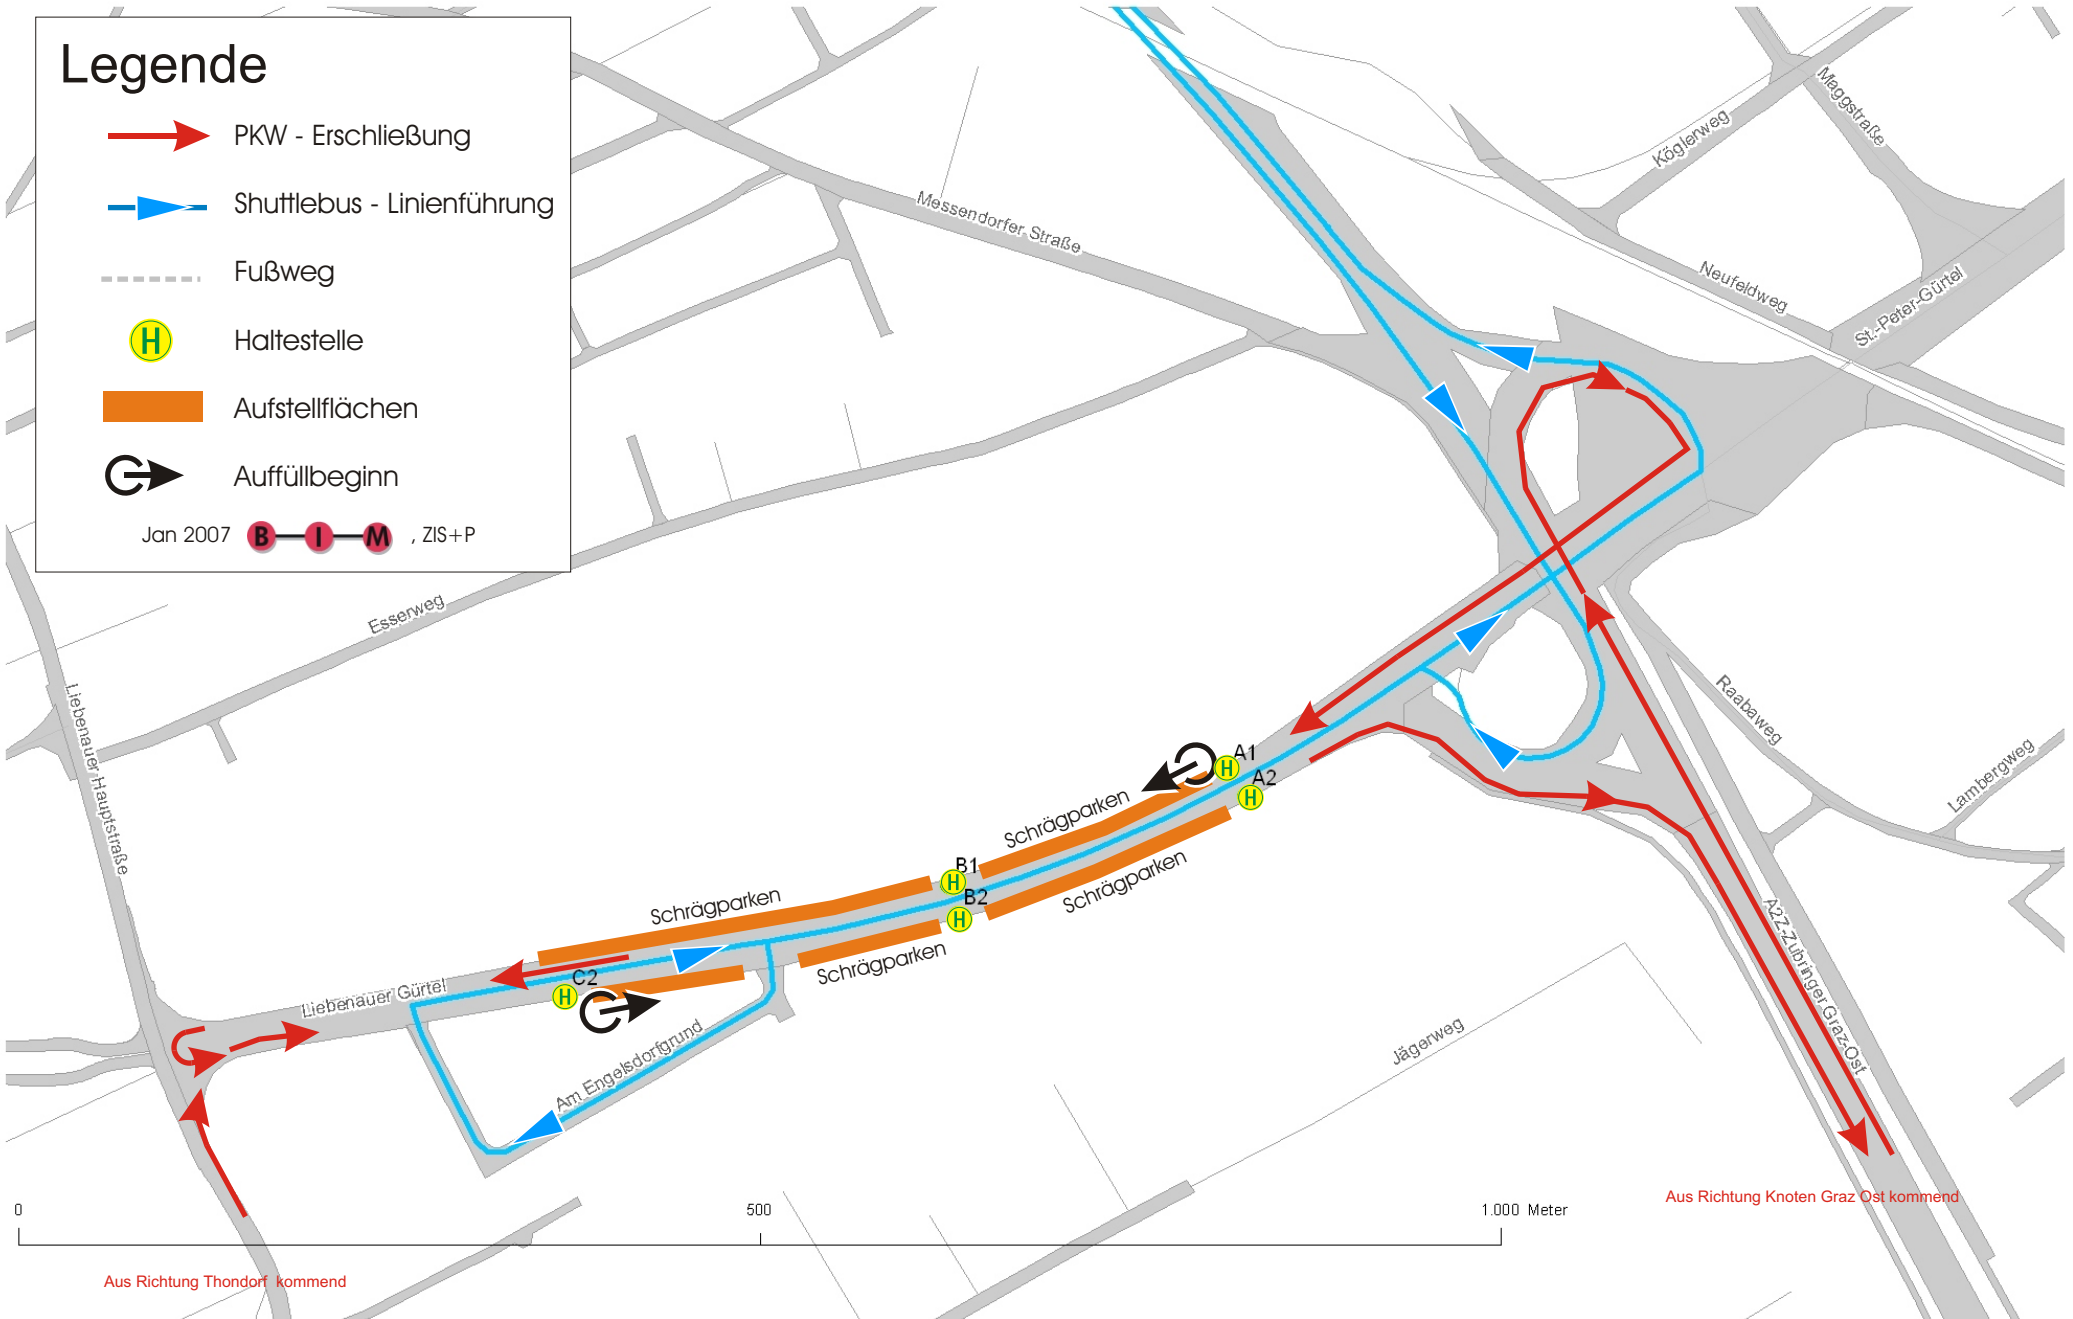 Legende
PKW - Erschließung
Shuttlebus - Linienführung
Fußweg
H Haltestelle
Aufstellflächen
Auffüllbeginn
Jan 2007 B I M , ZIS+P
Maggstraße
Köglerweg
Messendorfer Straße
Neufeldweg
St.-Peter-Gürtel
Esserweg
Liebenauer Hauptstraße
Raabaweg
Lambergweg
A1
H
A2
H
Schrägparken
Schrägparken
B1
H
B2
H
Schrägparken
Schrägparken
C2
H
Liebenauer Gürtel
Am Engelsdorfgrund
A2Z-Zubringer Graz-Ost
Jägerweg
Aus Richtung Knoten Graz Ost kommend
0 500 1.000 Meter
Aus Richtung Thondorf kommend